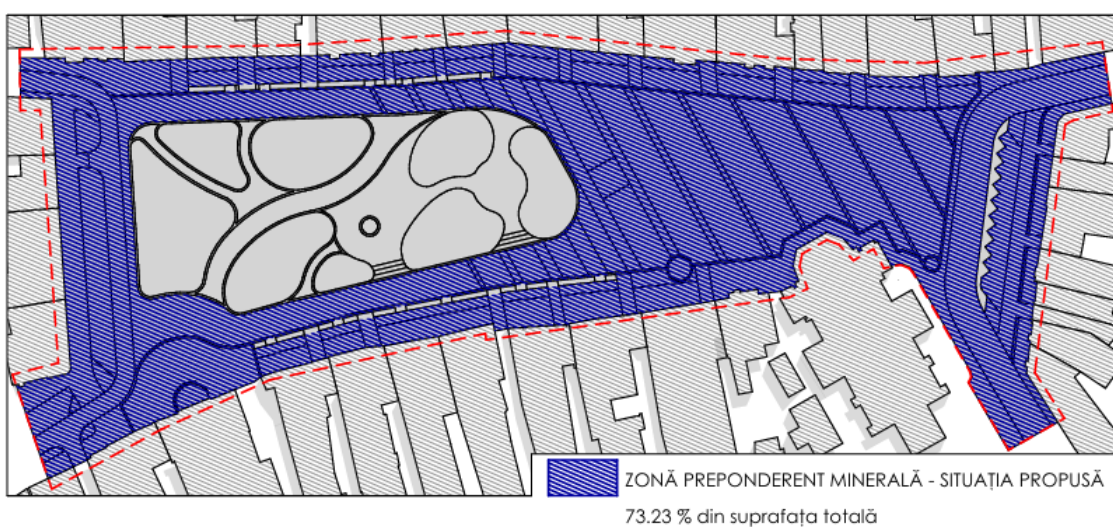 ZONĂ PREPONDERENT MINERALĂ - SITUAȚIA PROPUSĂ
73.23 % din suprafața totală